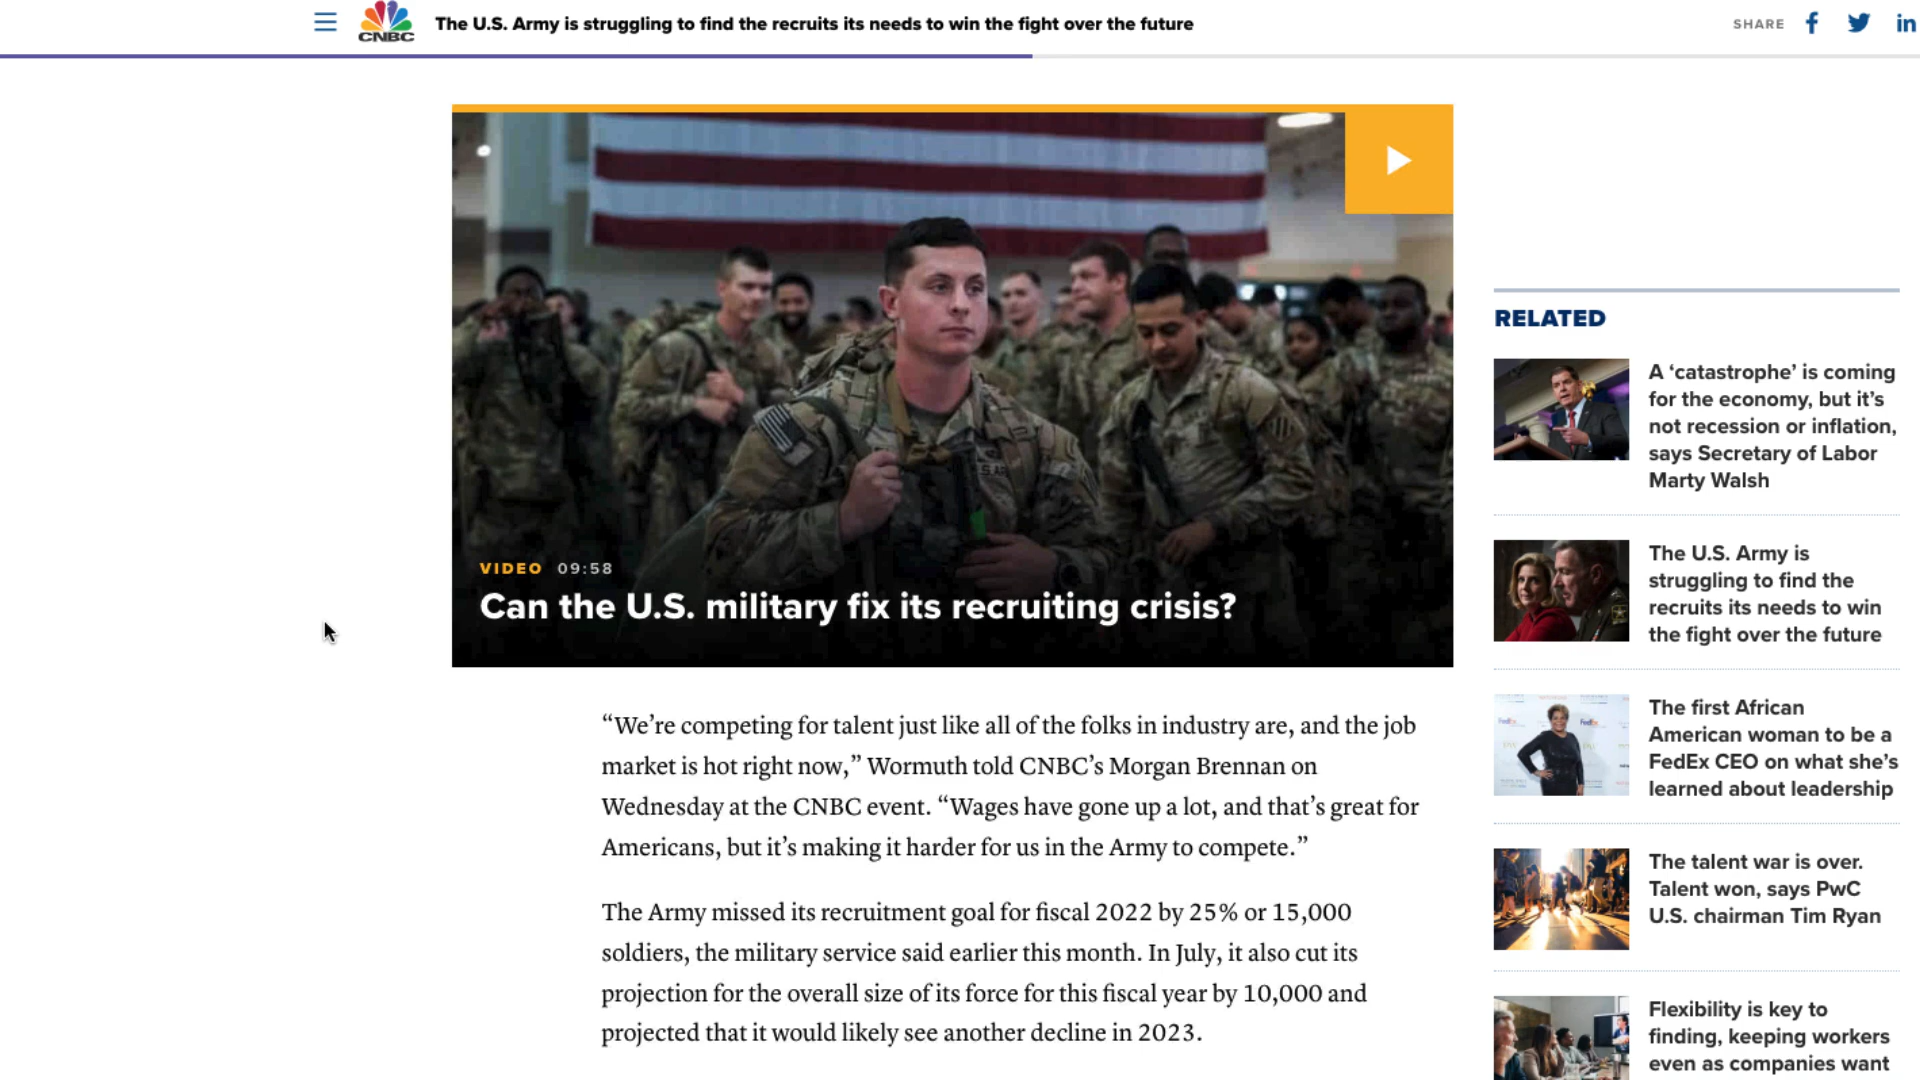 CNBC
The U.S. Army is struggling to find the recruits its needs to win the fight over the future
SHARE
VIDEO 09:58
Can the U.S. military fix its recruiting crisis?
“We’re competing for talent just like all of the folks in industry are, and the job
market is hot right now,” Wormuth told CNBC’s Morgan Brennan on
Wednesday at the CNBC event. “Wages have gone up a lot, and that’s great for
Americans, but it’s making it harder for us in the Army to compete.”
The Army missed its recruitment goal for fiscal 2022 by 25% or 15,000
soldiers, the military service said earlier this month. In July, it also cut its
projection for the overall size of its force for this fiscal year by 10,000 and
projected that it would likely see another decline in 2023.
RELATED
A ‘catastrophe’ is coming
for the economy, but it’s
not recession or inflation,
says Secretary of Labor
Marty Walsh
The U.S. Army is
struggling to find the
recruits its needs to win
the fight over the future
The first African
American woman to be a
FedEx CEO on what she’s
learned about leadership
The talent war is over.
Talent won, says PwC
U.S. chairman Tim Ryan
Flexibility is key to
finding, keeping workers
even as companies want